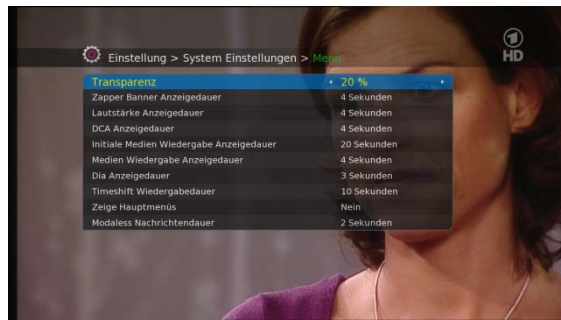 HD
Einstellung > System Einstellungen > Menu
Transparenz 20 %
Zapper Banner Anzeigedauer 4 Sekunden
Lautstärke Anzeigedauer 4 Sekunden
DCA Anzeigedauer 4 Sekunden
Initiale Medien Wiedergabe Anzeigedauer 20 Sekunden
Medien Wiedergabe Anzeigedauer 4 Sekunden
Dia Anzeigedauer 3 Sekunden
Timeshift Wiedergabedauer 10 Sekunden
Zeige Hauptmenüs Nein
Modaless Nachrichtendauer 2 Sekunden